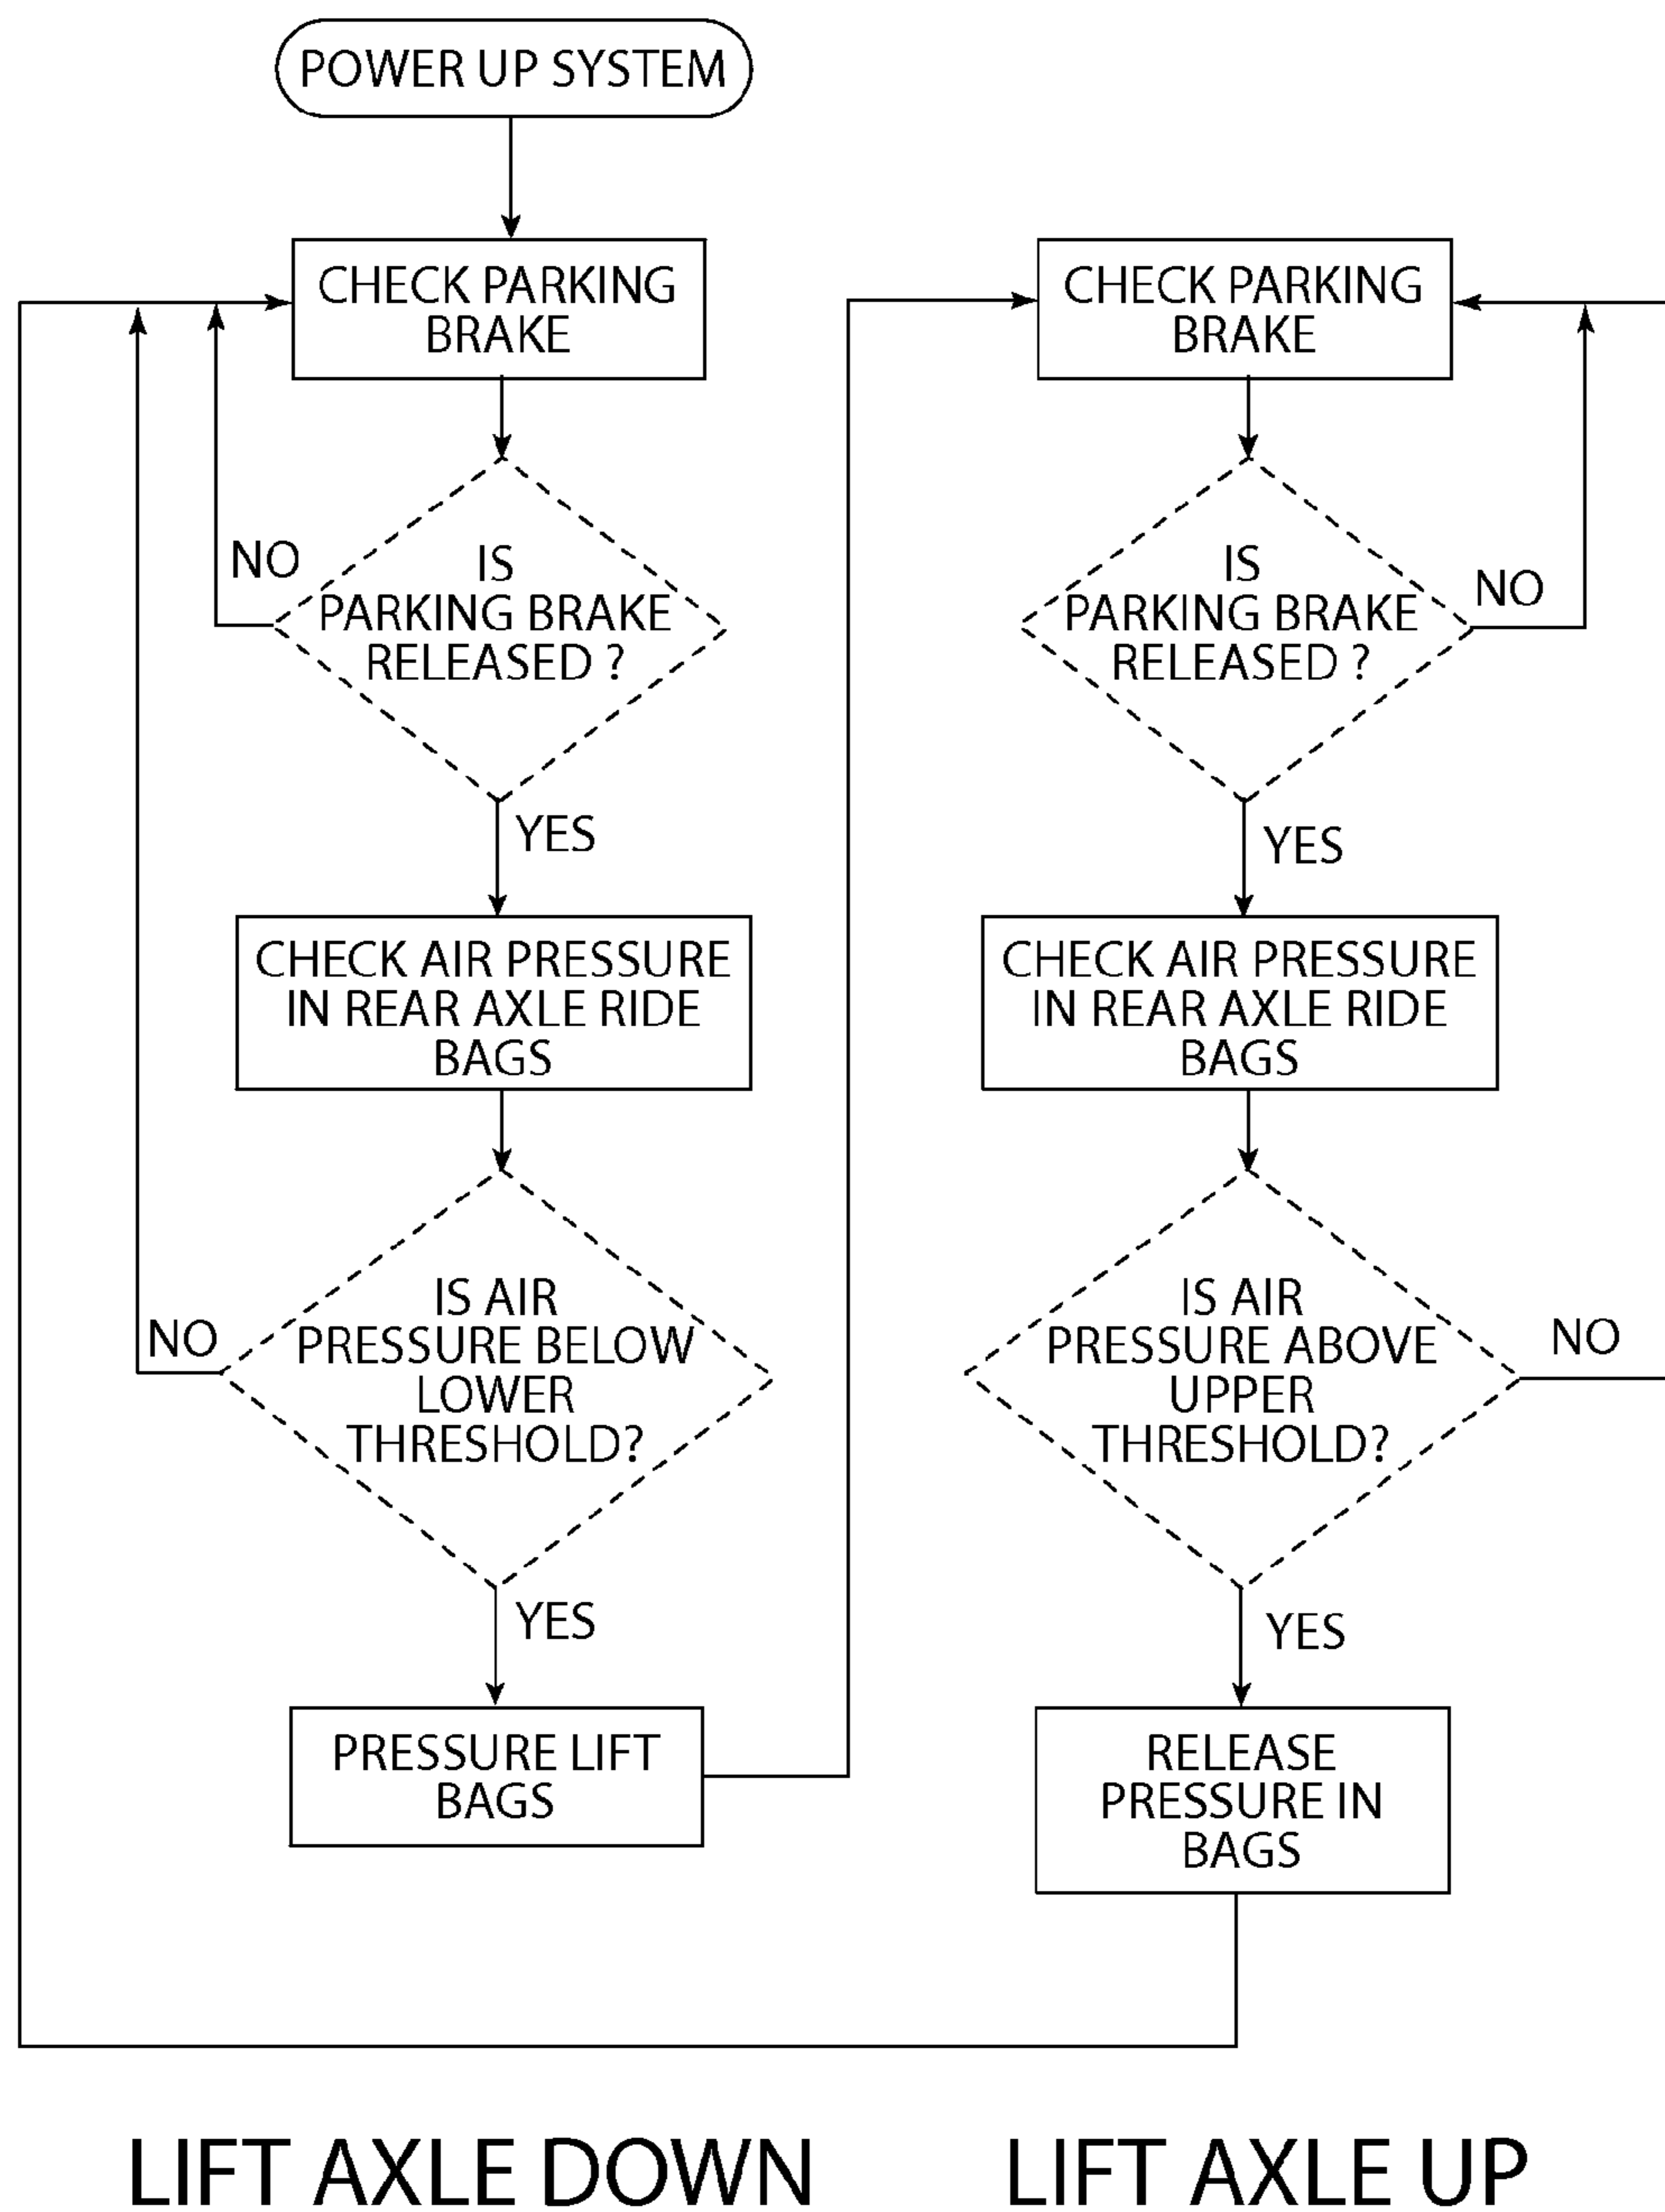 POWER UP SYSTEM
CHECK PARKING
BRAKE
IS
PARKING BRAKE
RELEASED ?
NO
YES
CHECK AIR PRESSURE
IN REAR AXLE RIDE
BAGS
IS AIR
PRESSURE BELOW
LOWER
THRESHOLD?
NO
YES
PRESSURE LIFT
BAGS
LIFT AXLE DOWN
CHECK PARKING
BRAKE
IS
PARKING BRAKE
RELEASED ?
NO
YES
CHECK AIR PRESSURE
IN REAR AXLE RIDE
BAGS
IS AIR
PRESSURE ABOVE
UPPER
THRESHOLD?
NO
YES
RELEASE
PRESSURE IN
BAGS
LIFT AXLE UP